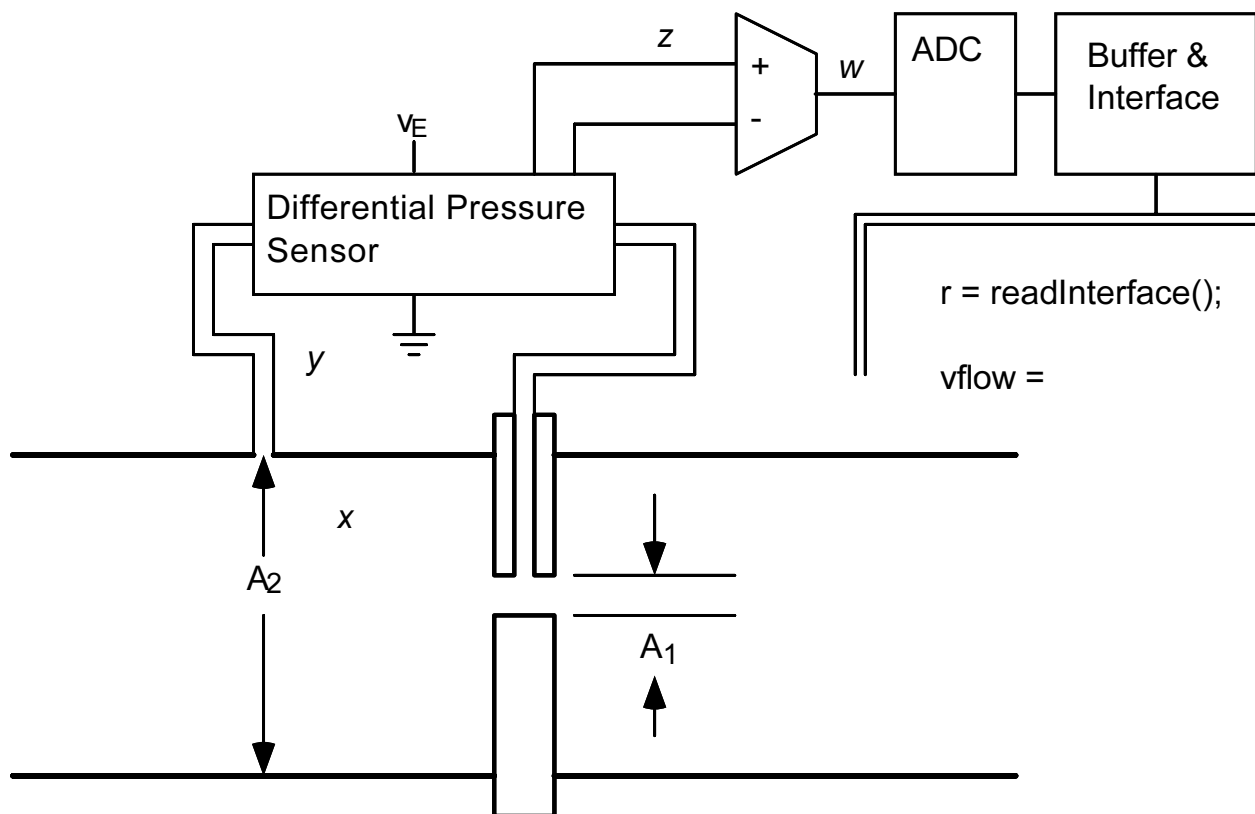 z
+
-
w
ADC
Buffer &
Interface
vE
Differential Pressure
Sensor
r = readInterface();
y
vflow =
x
A2
A1